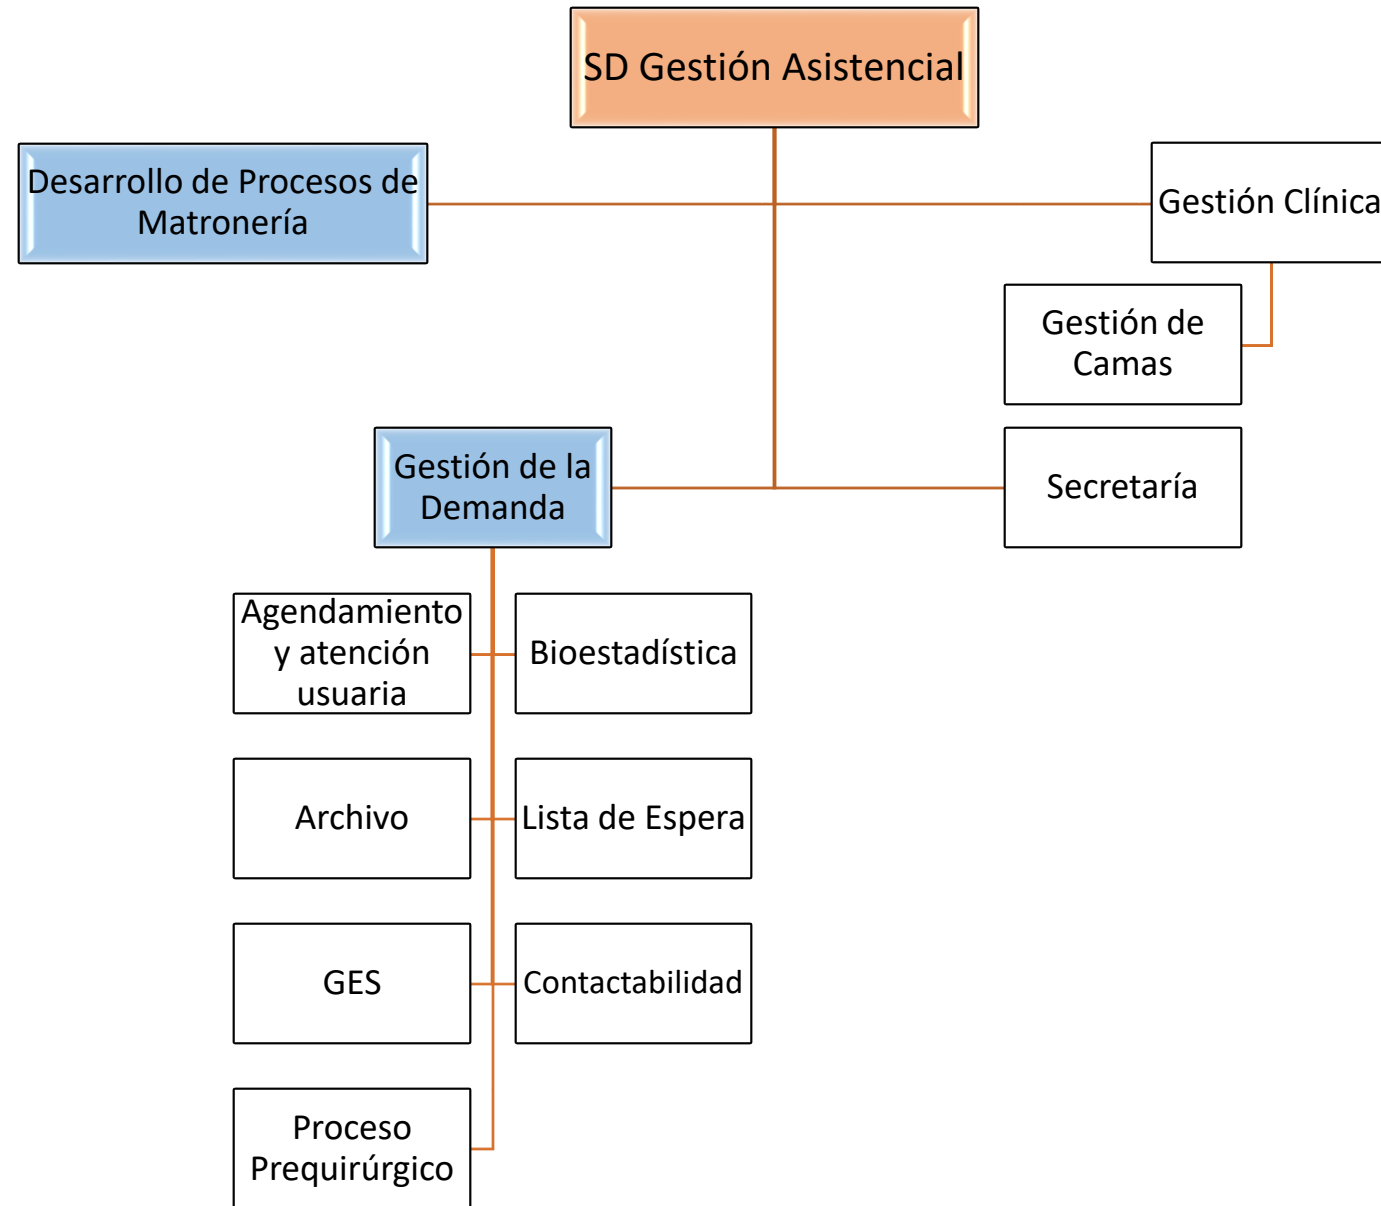 SD Gestión Asistencial
Desarrollo de Procesos de
Matronería
Gestión Clínica
Gestión de
Camas
Gestión de la
Demanda
Secretaría
Agendamiento
y atención
usuaria
Bioestadística
Archivo
Lista de Espera
GES
Contactabilidad
Proceso
Prequirúrgico